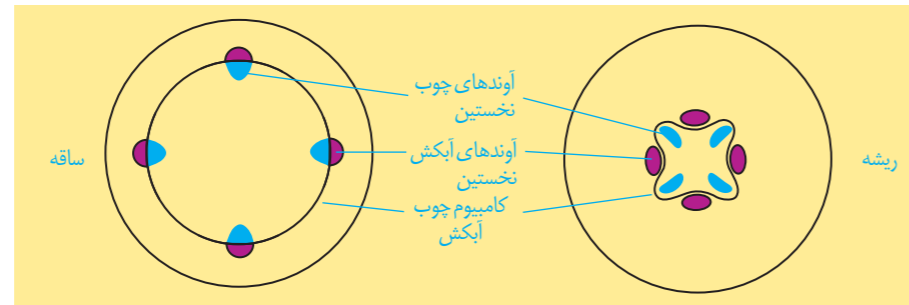 آوندهای چوب
نخستین
آوندهای آبکش
نخستین
کامبیوم چوب
آبکش
ریشه
ساقه